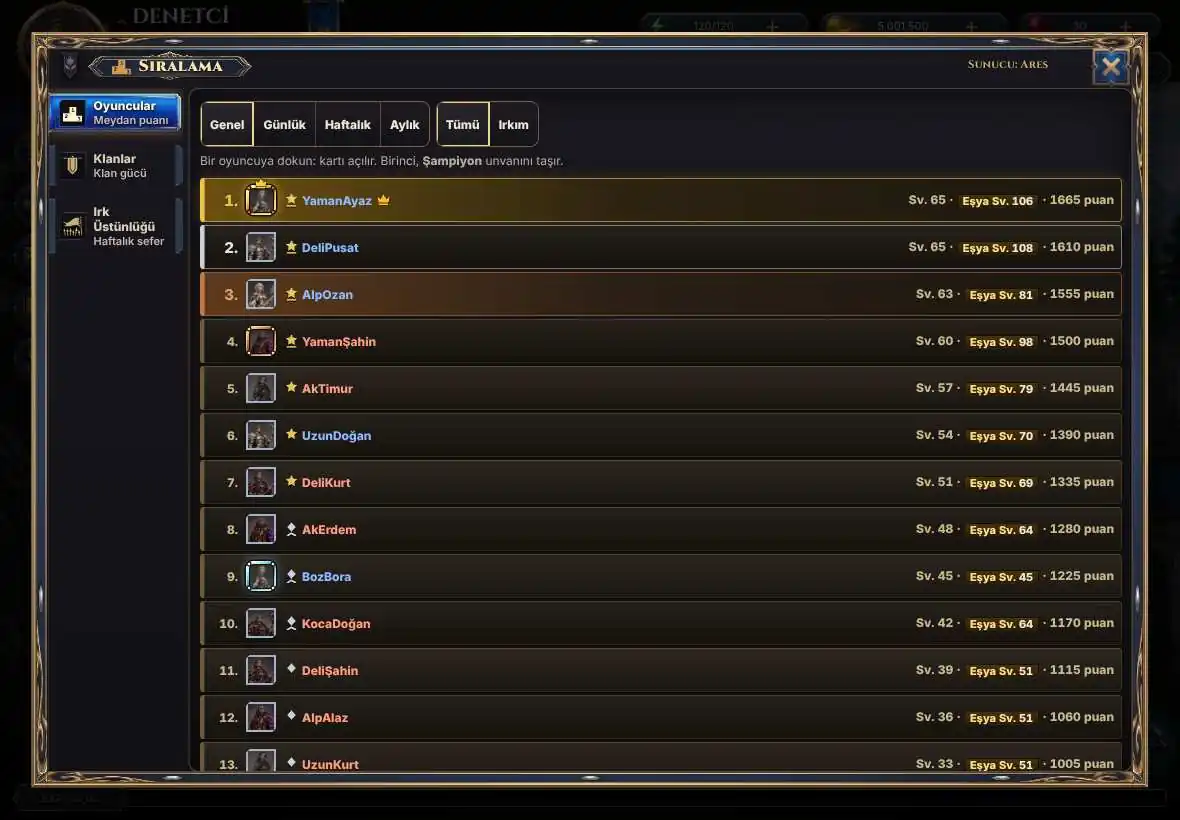 DENETCİ
120/120
5 001 500
30
SIRALAMA
SUNUCU: ARES
Oyuncular
Meydan puanı
Klanlar
Klan gücü
Irk Üstünlüğü
Haftalık sefer
Genel Günlük Haftalık Aylık Tümü Irkım
Bir oyuncuya dokun: kartı açılır. Birinci, Şampiyon unvanını taşır.
1. YamanAyaz Sv. 65 · Eşya Sv. 106 · 1665 puan
2. DeliPusat Sv. 65 · Eşya Sv. 108 · 1610 puan
3. AlpOzan Sv. 63 · Eşya Sv. 81 · 1555 puan
4. YamanŞahin Sv. 60 · Eşya Sv. 98 · 1500 puan
5. AkTimur Sv. 57 · Eşya Sv. 79 · 1445 puan
6. UzunDoğan Sv. 54 · Eşya Sv. 70 · 1390 puan
7. DeliKurt Sv. 51 · Eşya Sv. 69 · 1335 puan
8. AkErdem Sv. 48 · Eşya Sv. 64 · 1280 puan
9. BozBora Sv. 45 · Eşya Sv. 45 · 1225 puan
10. KocaDoğan Sv. 42 · Eşya Sv. 64 · 1170 puan
11. DeliŞahin Sv. 39 · Eşya Sv. 51 · 1115 puan
12. AlpAlaz Sv. 36 · Eşya Sv. 51 · 1060 puan
13. UzunKurt Sv. 33 · Eşya Sv. 51 · 1005 puan